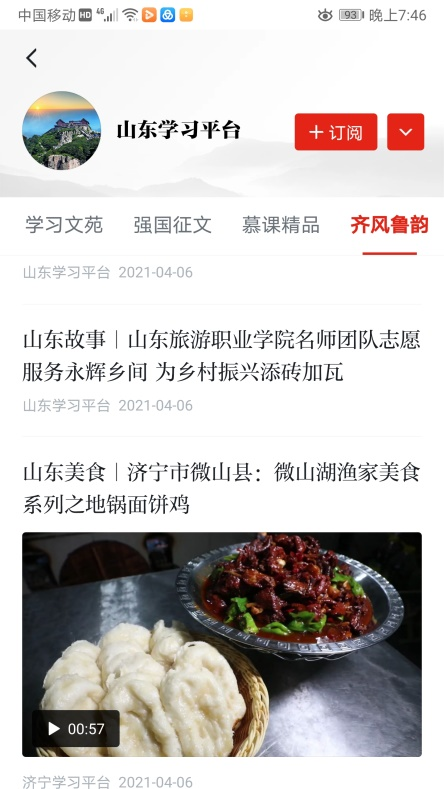 中国移动 HD 4G 93 晚上7:46
山东学习平台
+订阅
学习文苑 强国征文 慕课精品 齐风鲁韵
山东学习平台 2021-04-06
山东故事︱山东旅游职业学院名师团队志愿
服务永辉乡间 为乡村振兴添砖加瓦
山东学习平台 2021-04-06
山东美食︱济宁市微山县：微山湖渔家美食
系列之地锅面饼鸡
00:57
济宁学习平台 2021-04-06